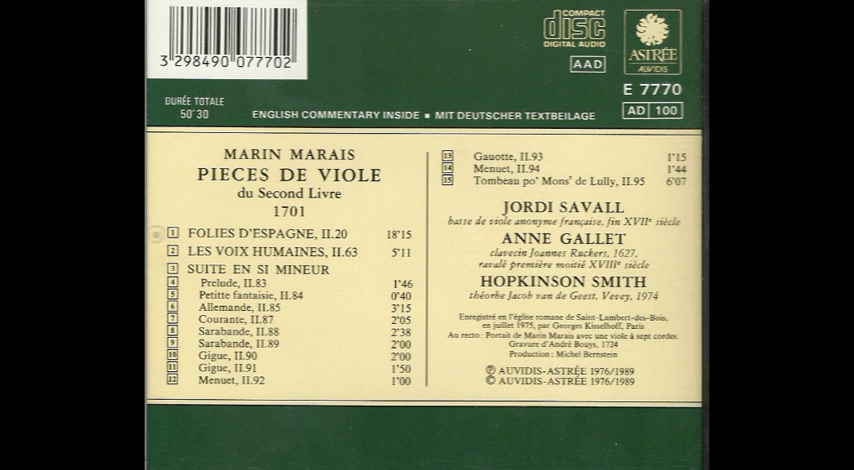 3 298490 077702
COMPACT
disc
DIGITAL AUDIO
AAD
ASTRÉE
AUVIDIS
E 7770
AD 100
DURÉE TOTALE
50'30
ENGLISH COMMENTARY INSIDE ▪ MIT DEUTSCHER TEXTBEILAGE
MARIN MARAIS
PIECES DE VIOLE
du Second Livre
1701
1 FOLIES D'ESPAGNE, II.20 18'15
2 LES VOIX HUMAINES, II.63 5'11
3 SUITE EN SI MINEUR
4 Prelude, II.83 1'46
5 Petitte fantaisie, II.84 0'40
6 Allemande, II.85 3'15
7 Courante, II.87 2'05
8 Sarabande, II.88 2'38
9 Sarabande, II.89 2'00
10 Gigue, II.90 2'00
11 Gigue, II.91 1'50
12 Menuet, II.92 1'00
13 Gauotte, II.93 1'15
14 Menuet, II.94 1'44
15 Tombeau po' Monsr de Lully, II.95 6'07
JORDI SAVALL
basse de viole anonyme française, fin XVIIe siècle
ANNE GALLET
clavecin Joannes Ruckers, 1627,
ravalé première moitié XVIIIe siècle
HOPKINSON SMITH
théorbe Jacob van de Geest, Vevey, 1974
Enregistré en l'église romane de Saint-Lambert-des-Bois,
en juillet 1975, par Georges Kisselhoff, Paris
Au recto : Portait de Marin Marais avec une viole à sept cordes.
Gravure d'André Bouys, 1724
Production : Michel Bernstein
Ⓟ AUVIDIS-ASTRÉE 1976/1989
© AUVIDIS-ASTRÉE 1976/1989